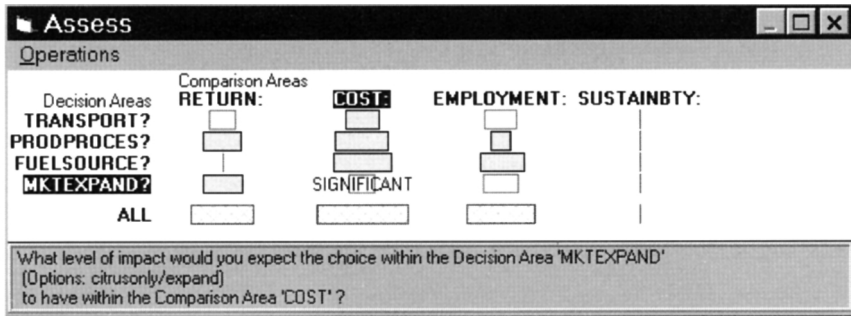 Assess
Operations
Comparison Areas
Decision Areas RETURN: COST: EMPLOYMENT: SUSTAINBTY:
TRANSPORT?
PRODPROCES?
FUELSOURCE?
MKTEXPAND? SIGNIFICANT
ALL
What level of impact would you expect the choice within the Decision Area 'MKTEXPAND'
(Options: citrusonly/expand)
to have within the Comparison Area 'COST' ?